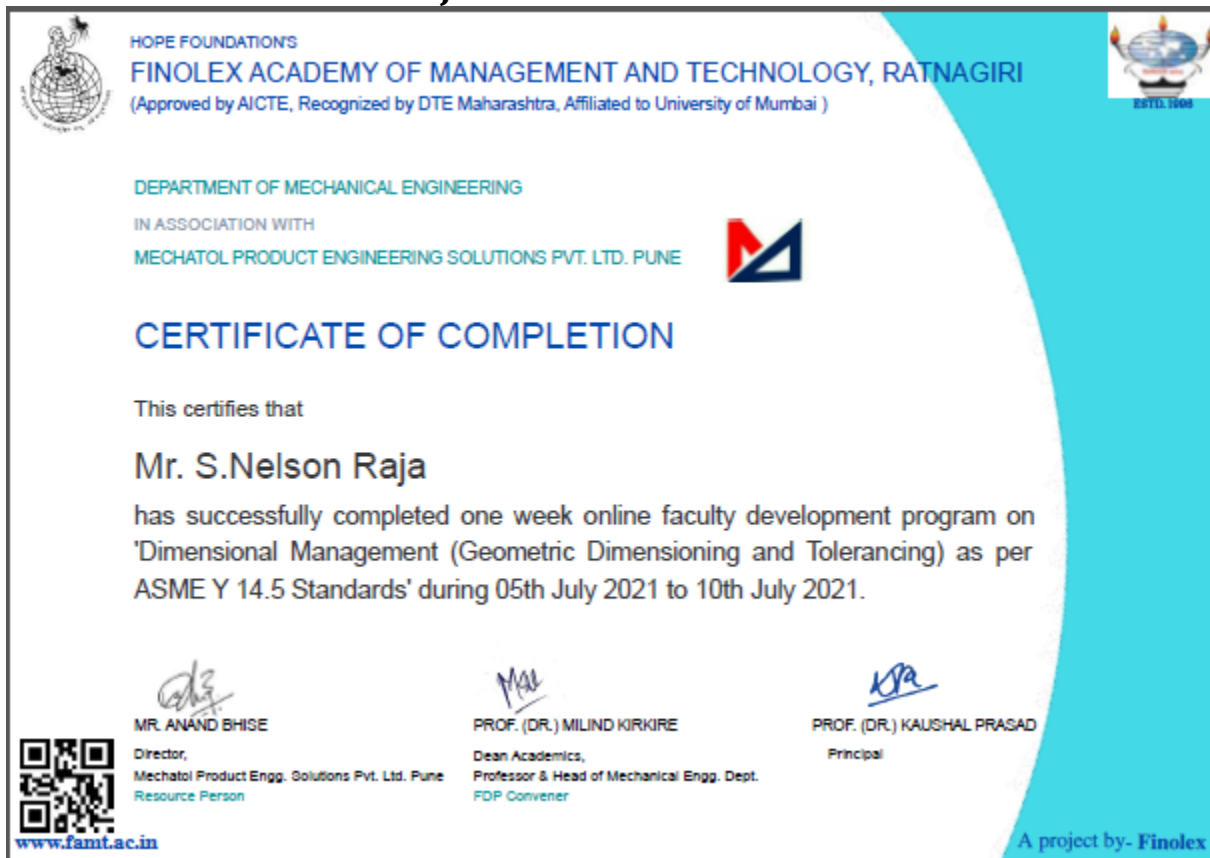 HOPE FOUNDATION'S
FINOLEX ACADEMY OF MANAGEMENT AND TECHNOLOGY, RATNAGIRI
(Approved by AICTE, Recognized by DTE Maharashtra, Affiliated to University of Mumbai )
ESTD. 1996
DEPARTMENT OF MECHANICAL ENGINEERING
IN ASSOCIATION WITH
MECHATOL PRODUCT ENGINEERING SOLUTIONS PVT. LTD. PUNE
CERTIFICATE OF COMPLETION
This certifies that
Mr. S.Nelson Raja
has successfully completed one week online faculty development program on
'Dimensional Management (Geometric Dimensioning and Tolerancing) as per
ASME Y 14.5 Standards' during 05th July 2021 to 10th July 2021.
MR. ANAND BHISE
Director,
Mechatol Product Engg. Solutions Pvt. Ltd. Pune
Resource Person
PROF. (DR.) MILIND KIRKIRE
Dean Academics,
Professor & Head of Mechanical Engg. Dept.
FDP Convener
PROF. (DR.) KAUSHAL PRASAD
Principal
www.famt.ac.in
A project by- Finolex